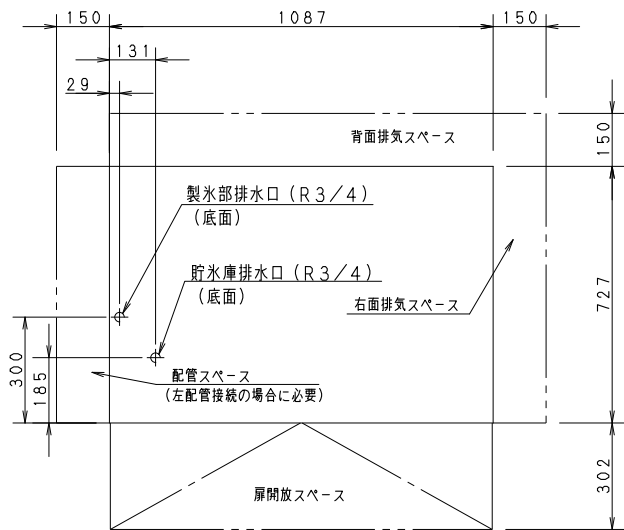 150
1087
150
131
29
背面排気スペース
150
製氷部排水口（R3/4）
（底面）
貯氷庫排水口（R3/4）
（底面）
右面排気スペース
727
300
185
配管スペース
（左配管接続の場合に必要）
扉開放スペース
302